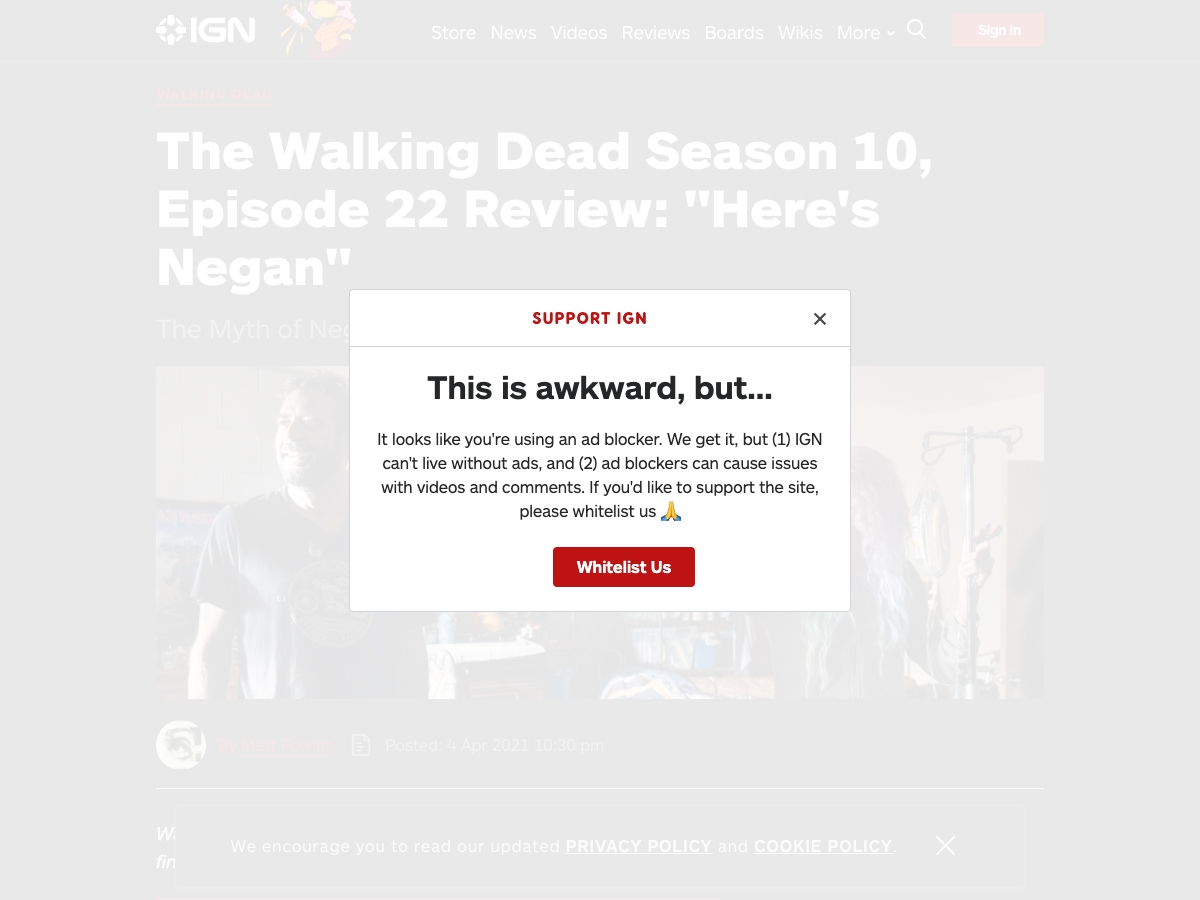 IGN
Store News Videos Reviews Boards Wikis More
Sign In
WALKING DEAD
The Walking Dead Season 10,
Episode 22 Review: "Here's
Negan"
The Myth of
SUPPORT IGN
This is awkward, but...
It looks like you're using an ad blocker. We get it, but (1) IGN
can't live without ads, and (2) ad blockers can cause issues
with videos and comments. If you'd like to support the site,
please whitelist us 🙏
Whitelist Us
By Matt Fowler
Posted: 4 Apr 2021 10:30 pm
We encourage you to read our updated PRIVACY POLICY and COOKIE POLICY.